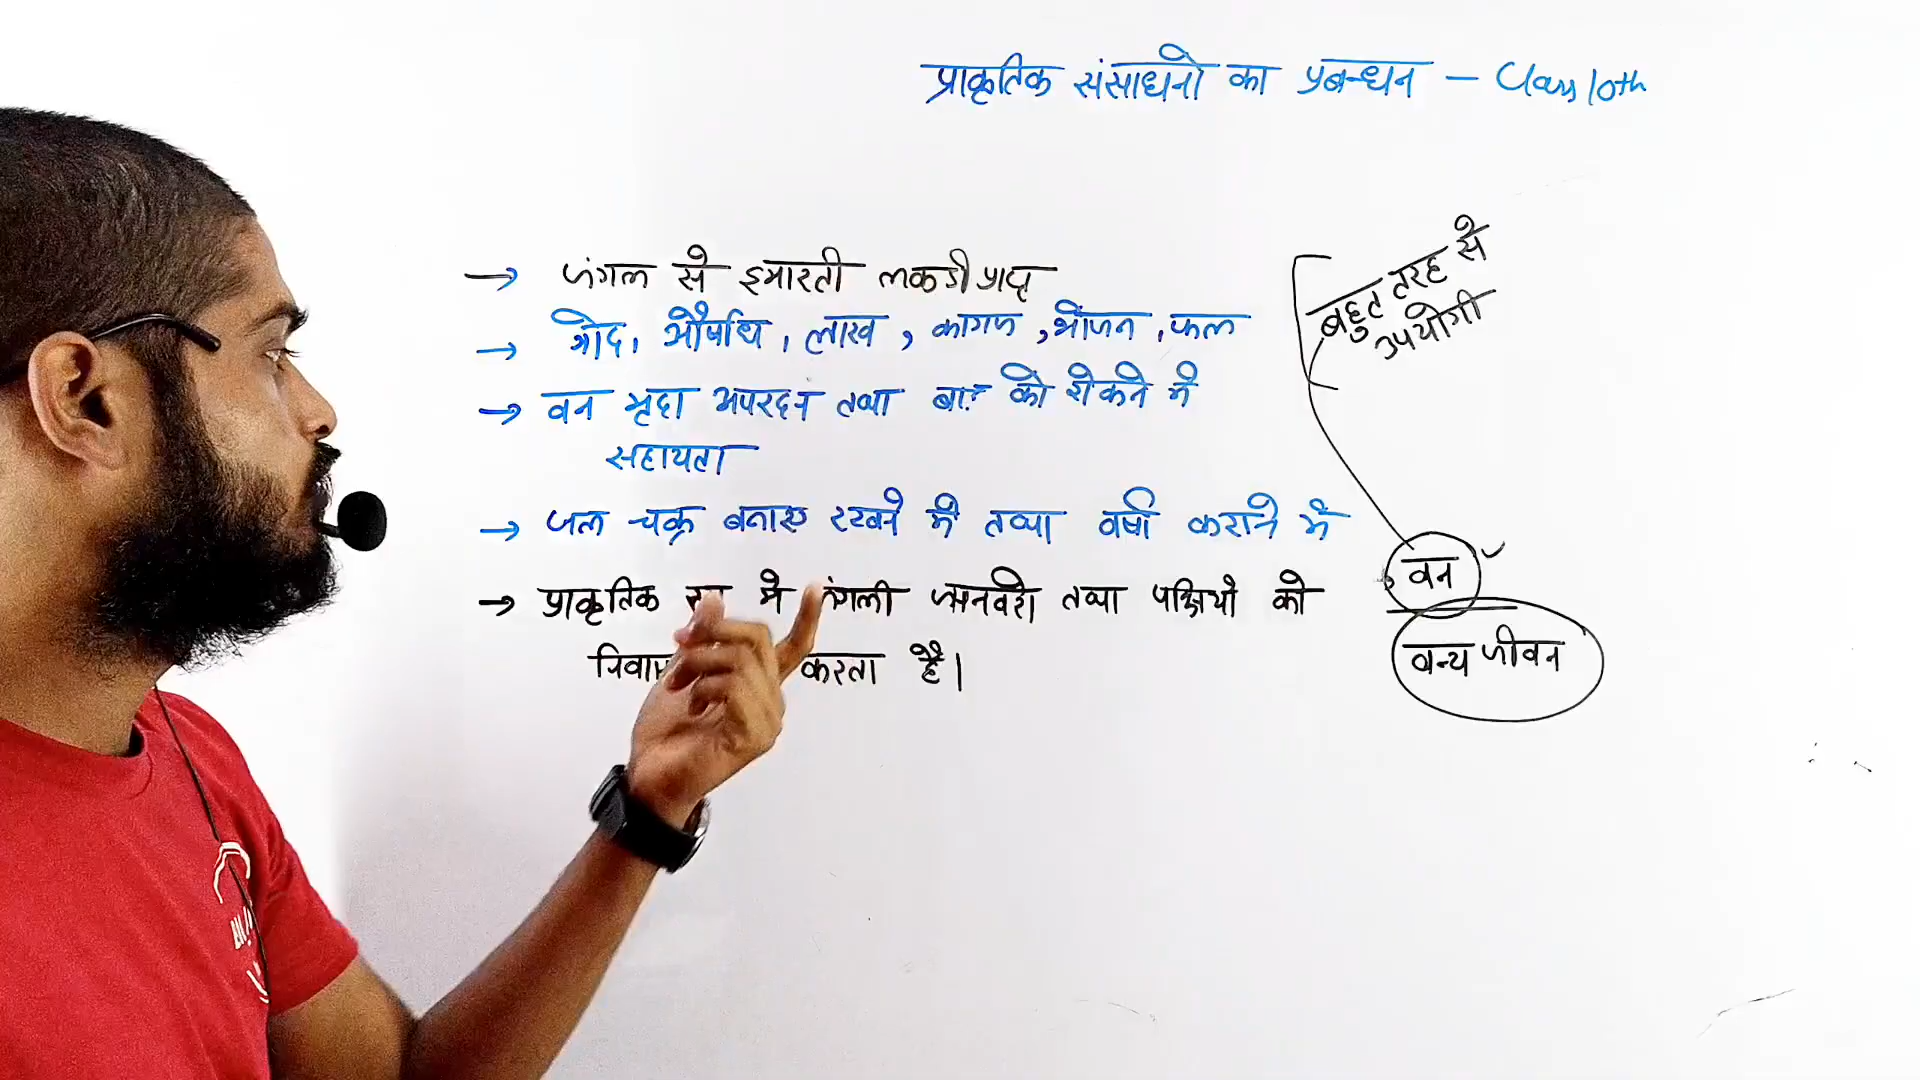 प्राकृतिक संसाधनो का प्रबन्धन – Class 10th
→ जंगल से इमारती लकडी प्राप्त
→ गोंद, औषधि, लाख, कागज, भोजन, फल
→ वन मृदा अपरदन तथा बाढ़ को रोकने मे
सहायता
→ जल चक्र बनाए रखने मे तथा वर्षा कराने मे
→ प्राकृतिक मे जंगली जानवरो तथा पक्षियो को
करता है।
बहुत तरह से
उपयोगी
वन
वन्य जीवन